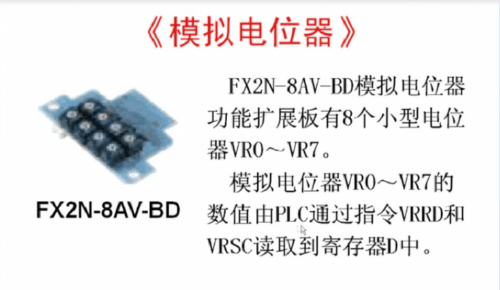 《模拟电位器》
FX2N-8AV-BD模拟电位器
功能扩展板有8个小型电位
器VR0～VR7。
模拟电位器VR0～VR7的
数值由PLC通过指令VRRD和
VRSC读取到寄存器D中。
FX2N-8AV-BD